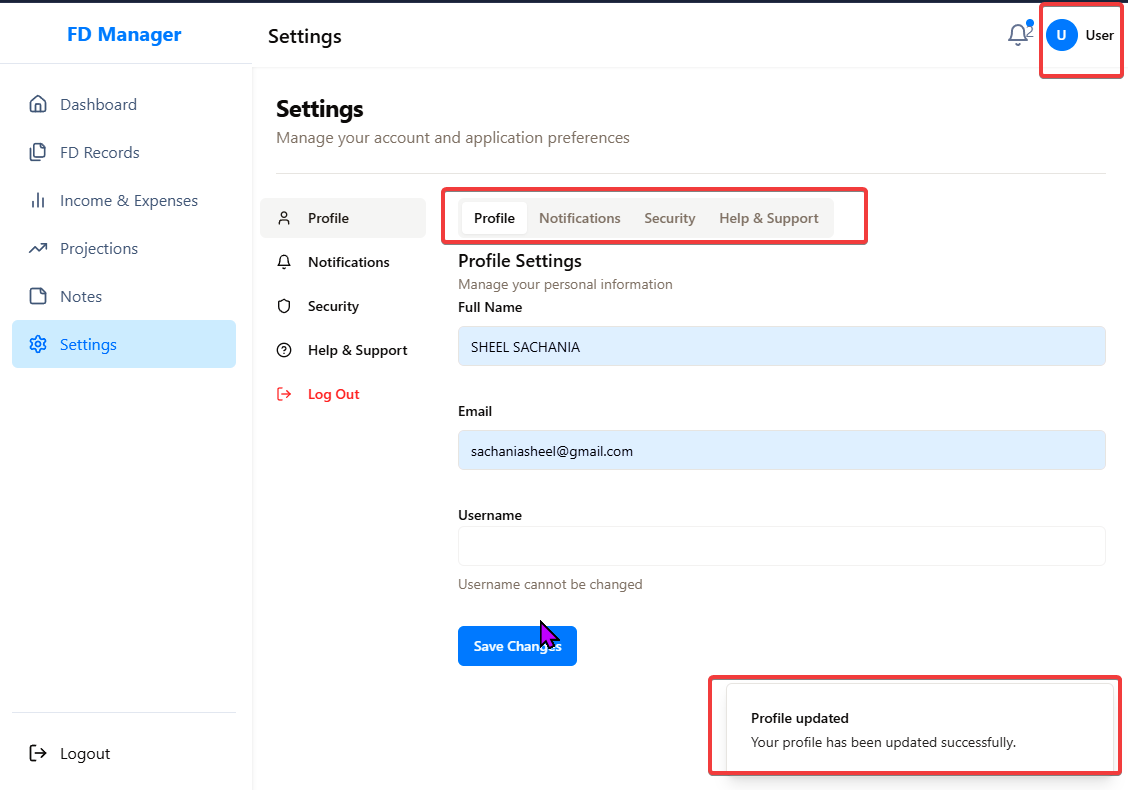 FD Manager
Settings
2
U
User
Dashboard
FD Records
Income & Expenses
Projections
Notes
Settings
Logout
Settings
Manage your account and application preferences
Profile
Notifications
Security
Help & Support
Log Out
Profile Notifications Security Help & Support
Profile Settings
Manage your personal information
Full Name
SHEEL SACHANIA
Email
sachaniasheel@gmail.com
Username
Username cannot be changed
Save Changes
Profile updated
Your profile has been updated successfully.